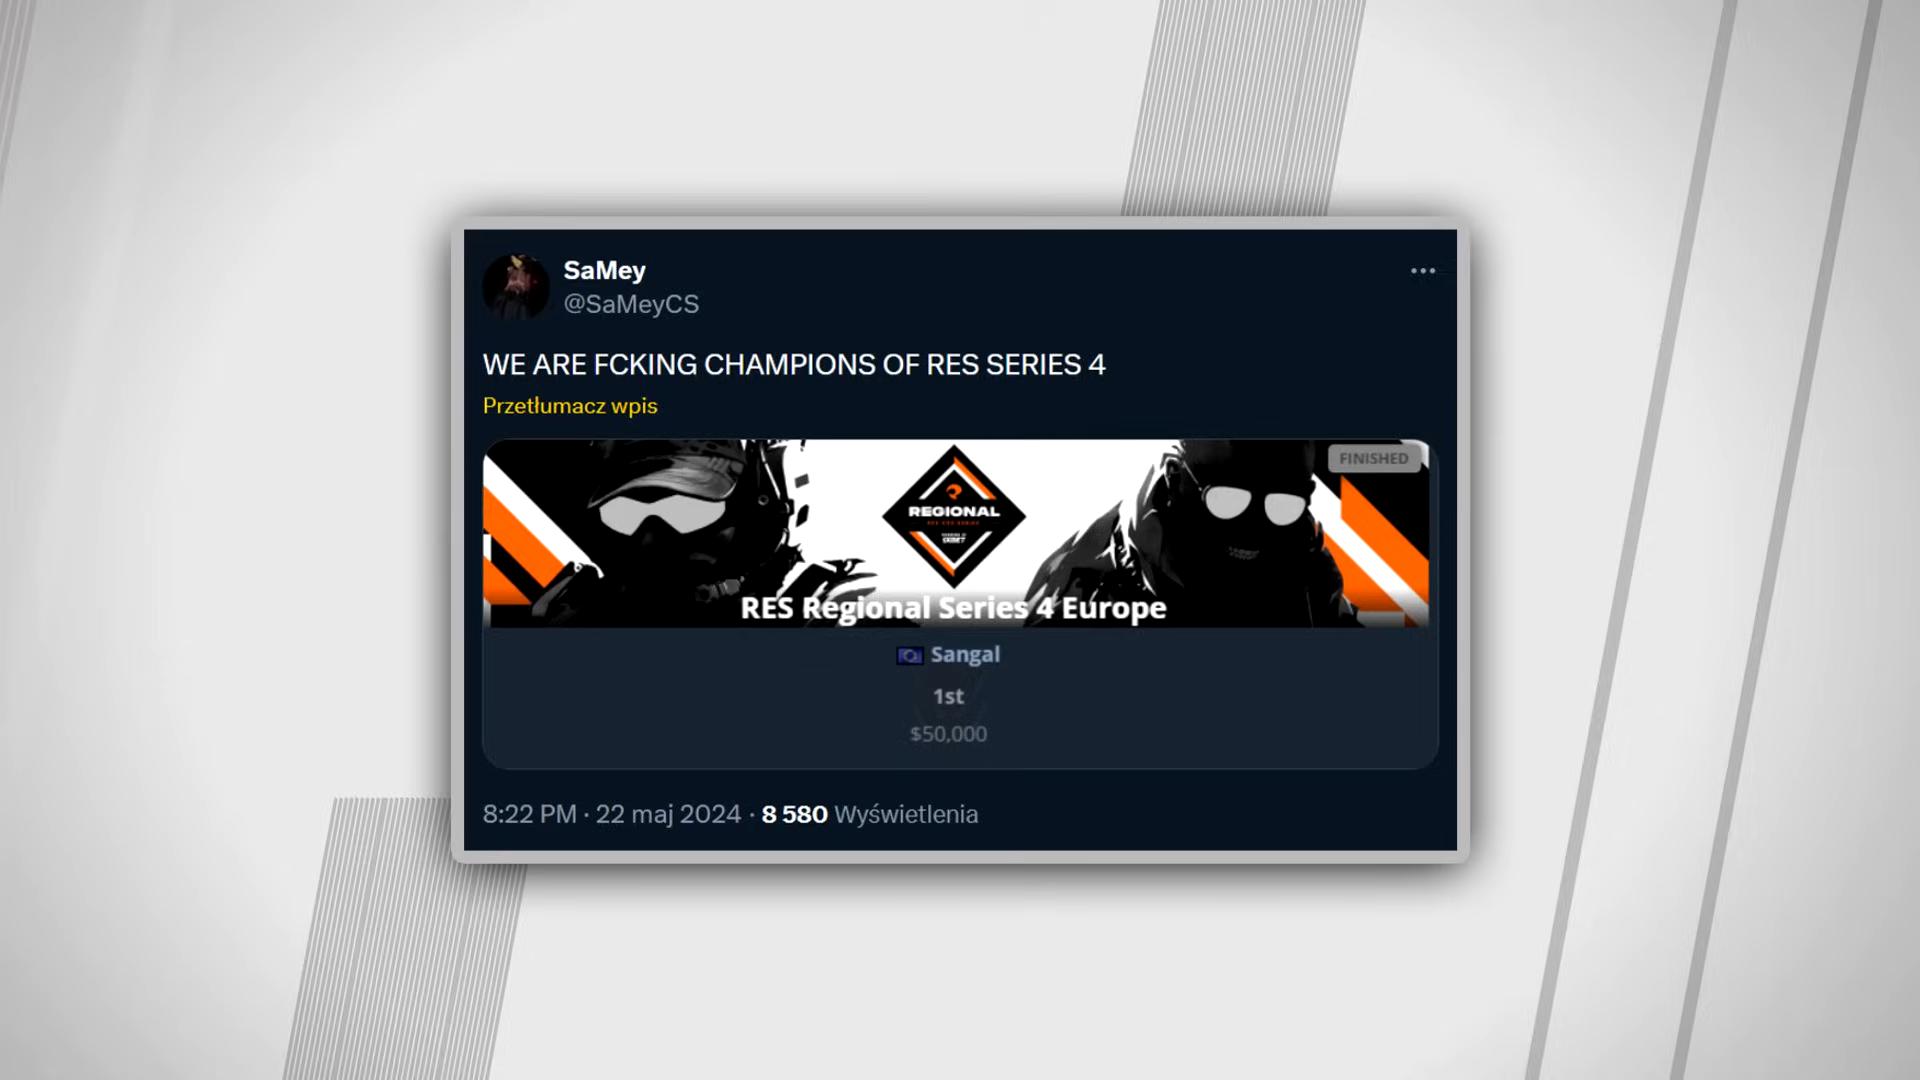 SaMey
@SaMeyCS
WE ARE FCKING CHAMPIONS OF RES SERIES 4
Przetłumacz wpis
FINISHED
REGIONAL
RES Regional Series 4 Europe
Sangal
1st
$50,000
8:22 PM · 22 maj 2024 · 8 580 Wyświetlenia